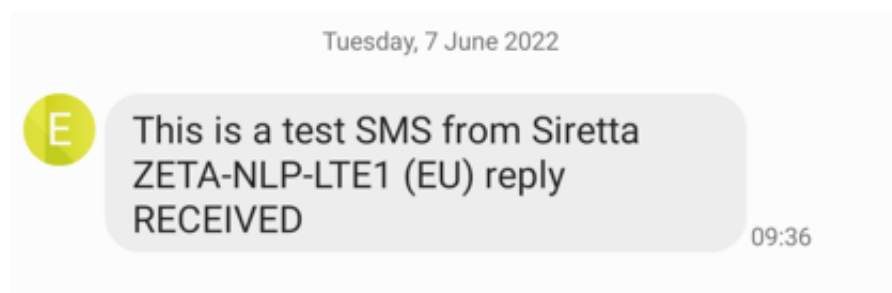 Tuesday, 7 June 2022
E
This is a test SMS from Siretta
ZETA-NLP-LTE1 (EU) reply
RECEIVED
09:36